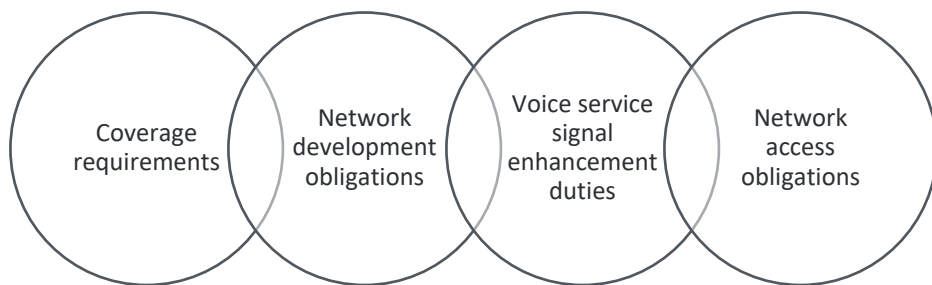 Coverage
requirements
Network
development
obligations
Voice service
signal
enhancement
duties
Network
access
obligations